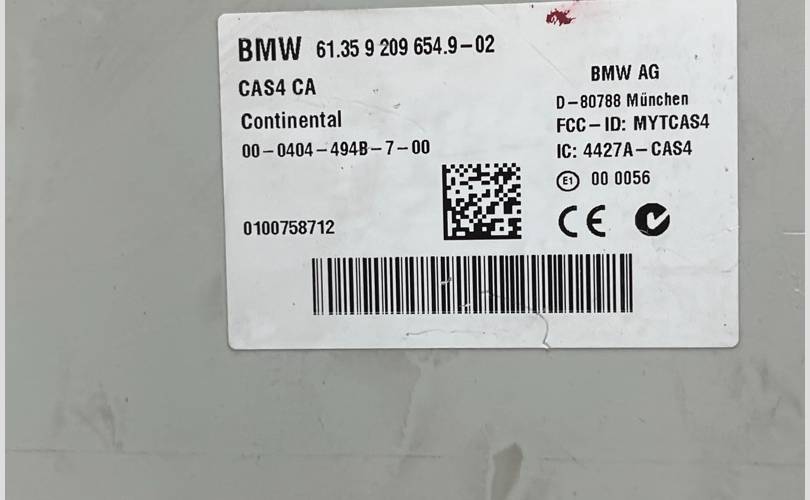 BMW 61.35 9 209 654.9-02
CAS4 CA
Continental
00-0404-494B-7-00
0100758712
BMW AG
D-80788 München
FCC-ID: MYTCAS4
IC: 4427A-CAS4
E1 00 0056
CE